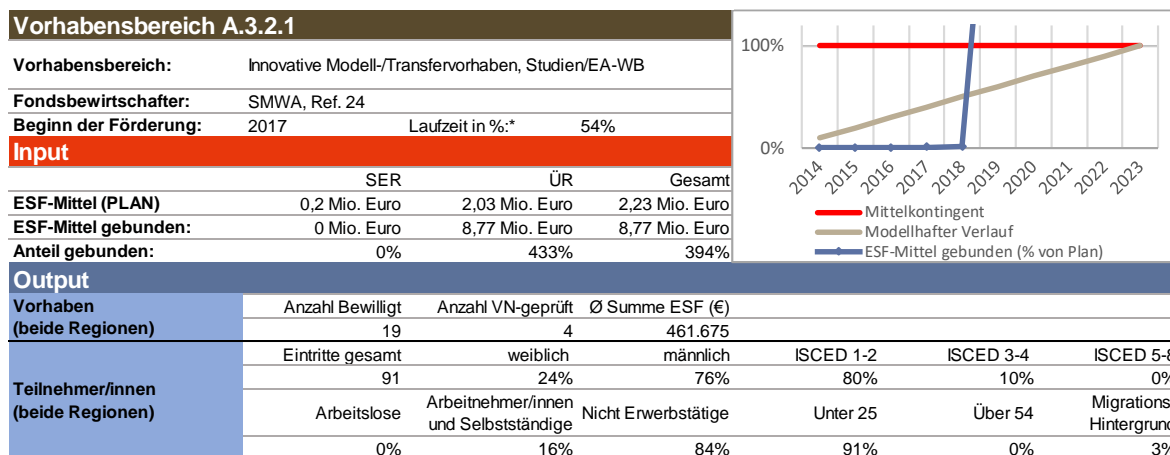 Vorhabensbereich A.3.2.1
Vorhabensbereich: Innovative Modell-/Transfervorhaben, Studien/EA-WB
Fondsbewirtschafter: SMWA, Ref. 24
Beginn der Förderung: 2017 Laufzeit in %:* 54%
Input
SER ÜR Gesamt
ESF-Mittel (PLAN) 0,2 Mio. Euro 2,03 Mio. Euro 2,23 Mio. Euro
ESF-Mittel gebunden: 0 Mio. Euro 8,77 Mio. Euro 8,77 Mio. Euro
Anteil gebunden: 0% 433% 394%
100%
0%
2014 2015 2016 2017 2018 2019 2020 2021 2022 2023
Mittelkontingent
Modellhafter Verlauf
ESF-Mittel gebunden (% von Plan)
Output
Vorhaben Anzahl Bewilligt Anzahl VN-geprüft Ø Summe ESF (€)
(beide Regionen) 19 4 461.675
Eintritte gesamt weiblich männlich ISCED 1-2 ISCED 3-4 ISCED 5-8
91 24% 76% 80% 10% 0%
Teilnehmer/innen
(beide Regionen)
Arbeitslose Arbeitnehmer/innen und Selbstständige Nicht Erwerbstätige Unter 25 Über 54 Migrations Hintergrund
0% 16% 84% 91% 0% 3%